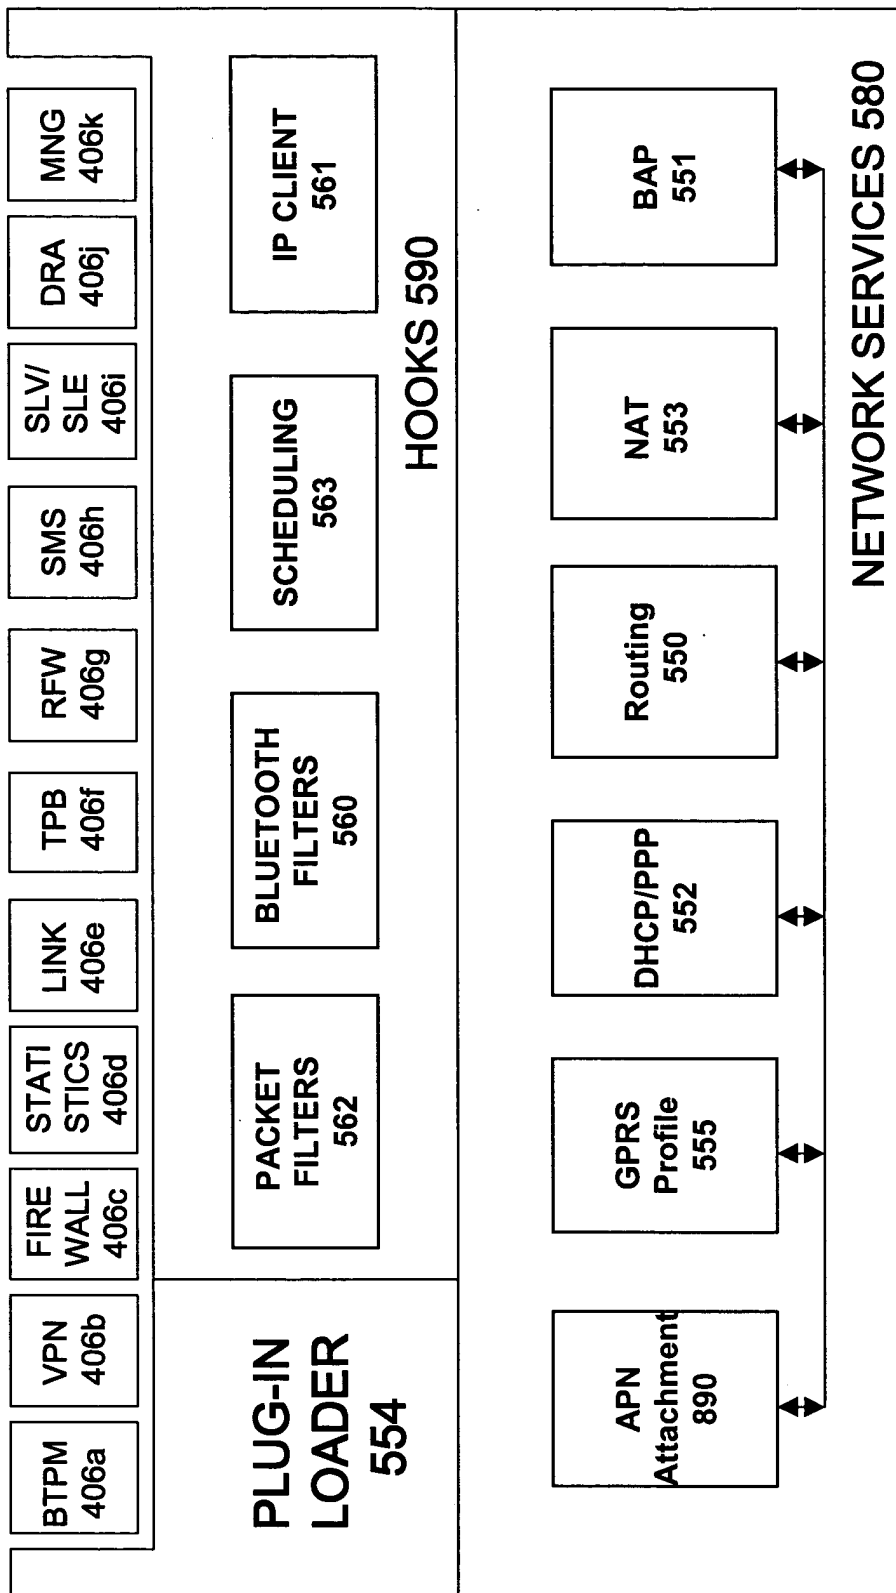 BTPM
406a
VPN
406b
FIRE
WALL
406c
STATI
STICS
406d
LINK
406e
TPB
406f
RFW
406g
SMS
406h
SLV/
SLE
406i
DRA
406j
MNG
406k
PLUG-IN
LOADER
554
PACKET
FILTERS
562
BLUETOOTH
FILTERS
560
SCHEDULING
563
IP CLIENT
561
HOOKS 590
APN
Attachment
890
GPRS
Profile
555
DHCP/PPP
552
Routing
550
NAT
553
BAP
551
NETWORK SERVICES 580